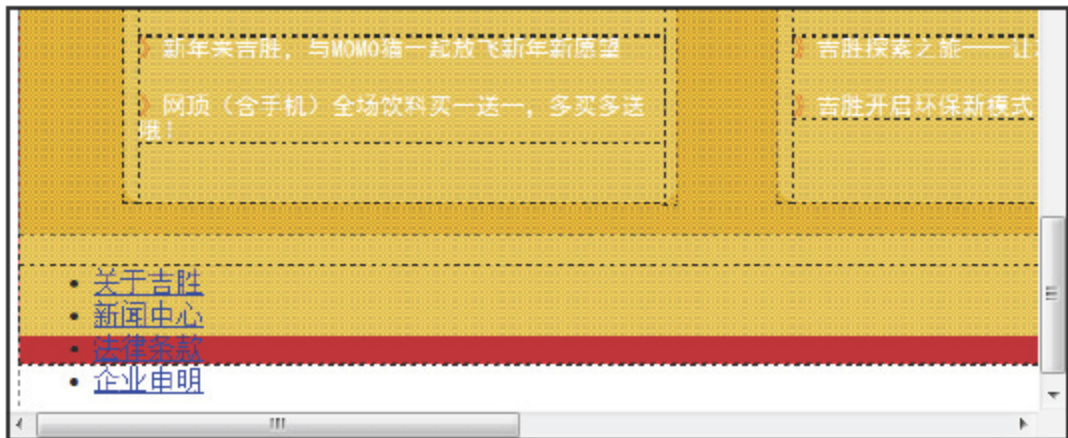 》新年来吉胜，与MOMO猫一起放飞新年新愿望
》网顶（含手机）全场饮料买一送一，多买多送
哦！
》吉胜探索之旅——让
》吉胜开启环保新模式
• 关于吉胜
• 新闻中心
• 法律条款
• 企业申明